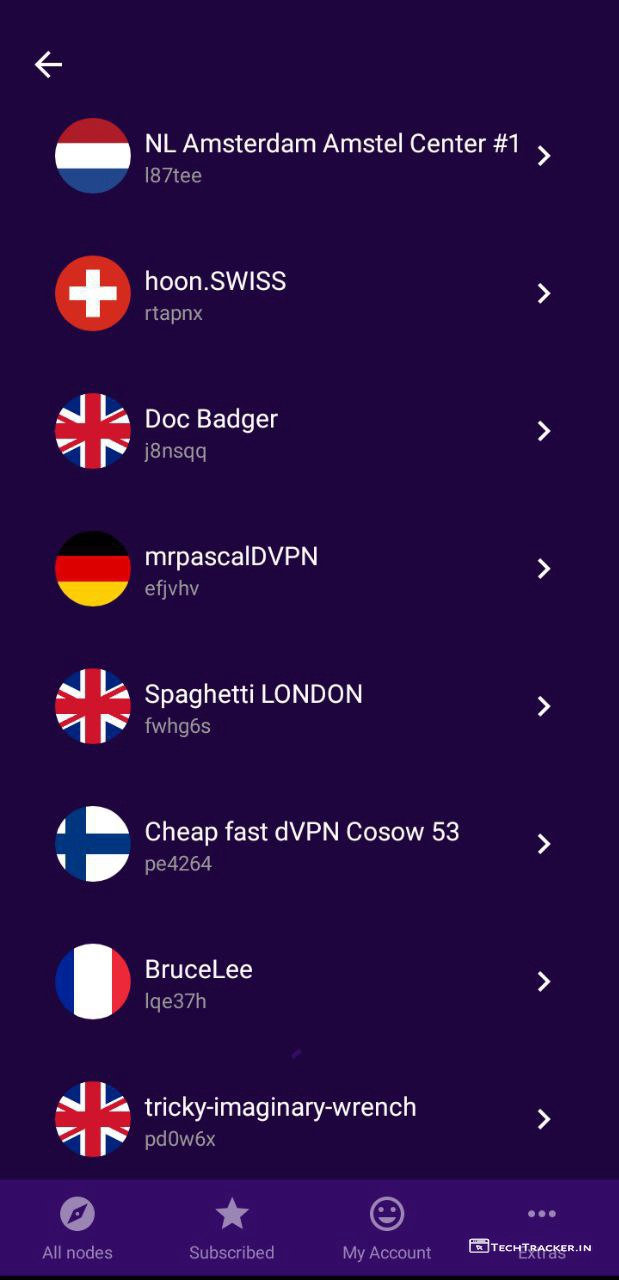 NL Amsterdam Amstel Center #1
l87tee
hoon.SWISS
rtapnx
Doc Badger
j8nsqq
mrpascalDVPN
efjvhv
Spaghetti LONDON
fwhg6s
Cheap fast dVPN Cosow 53
pe4264
BruceLee
lqe37h
tricky-imaginary-wrench
pd0w6x
All nodes
Subscribed
My Account
Extras
TECHTRACKER.IN